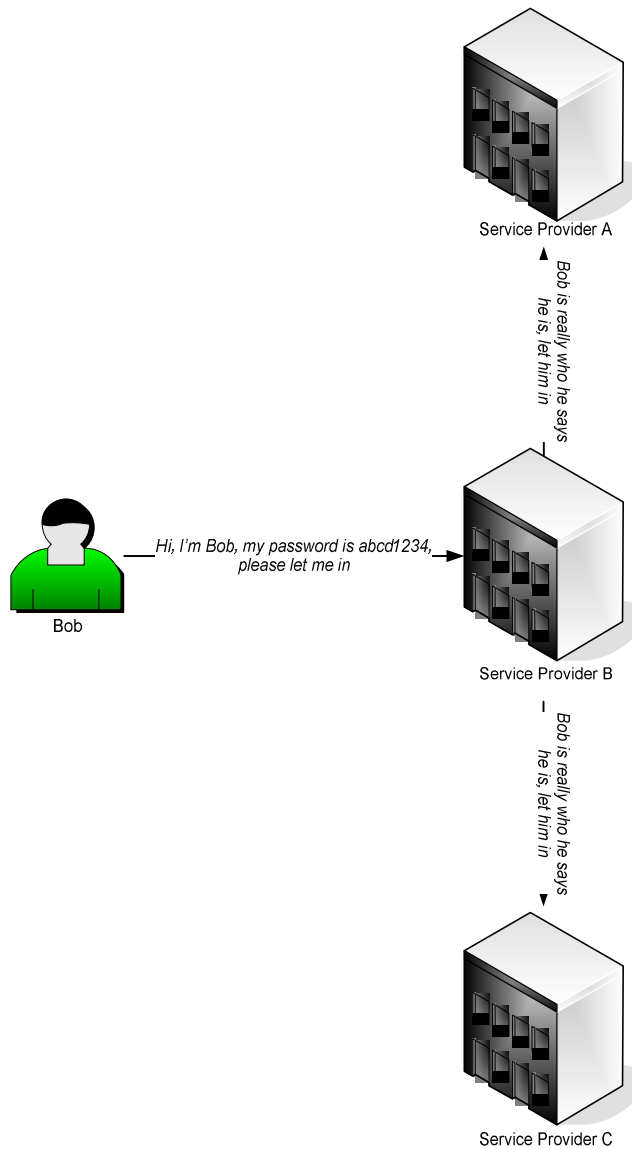 Service Provider A
Bob is really who he says
he is, let him in
Hi, I'm Bob, my password is abcd1234,
please let me in
Bob
Service Provider B
Bob is really who he says
he is, let him in
Service Provider C